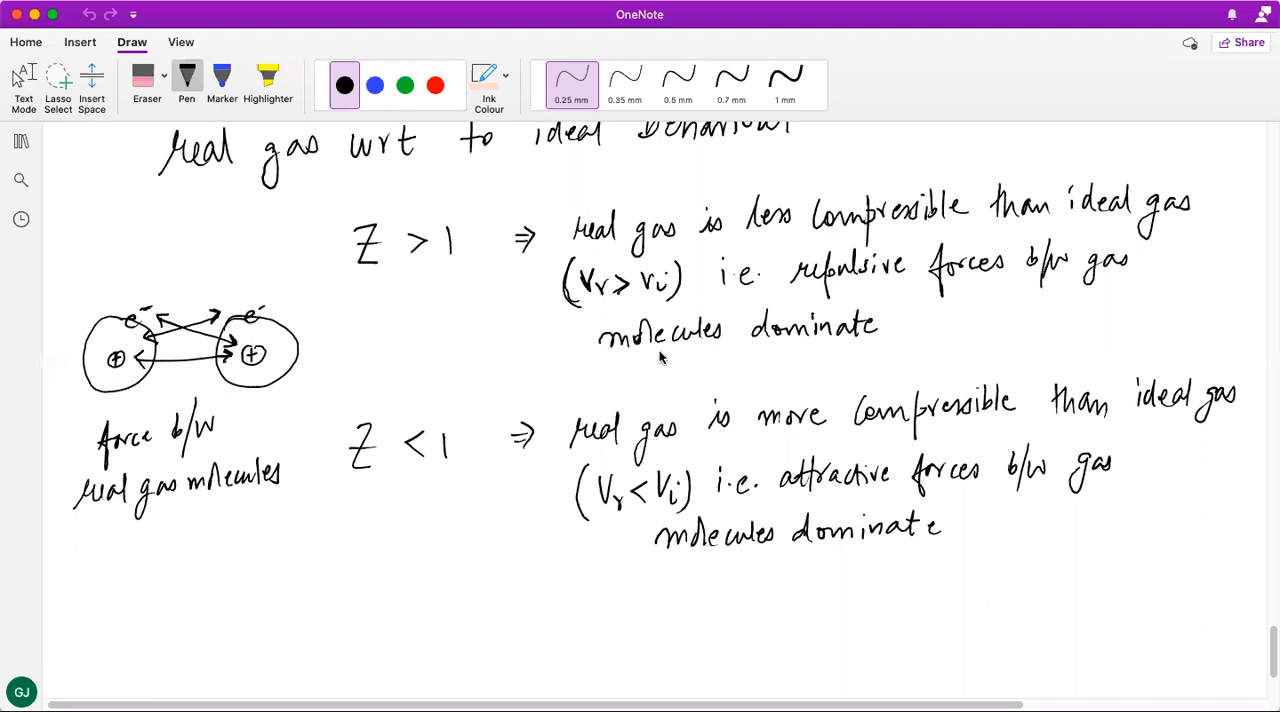 OneNote
Home Insert Draw View
Share
Text Mode
Lasso Select
Insert Space
Eraser
Pen
Marker
Highlighter
Ink Colour
0.25 mm
0.35 mm
0.5 mm
0.7 mm
1 mm
real gas wrt to ideal behaviour
Z > 1 ⇒ real gas is less compressible than ideal gas
(Vr > Vi) i.e. repulsive forces b/w gas
molecules dominate
e⁻ e⁻
+ +
force b/w
real gas molecules
Z < 1 ⇒ real gas is more compressible than ideal gas
(Vr < Vi) i.e. attractive forces b/w gas
molecules dominate
GJ